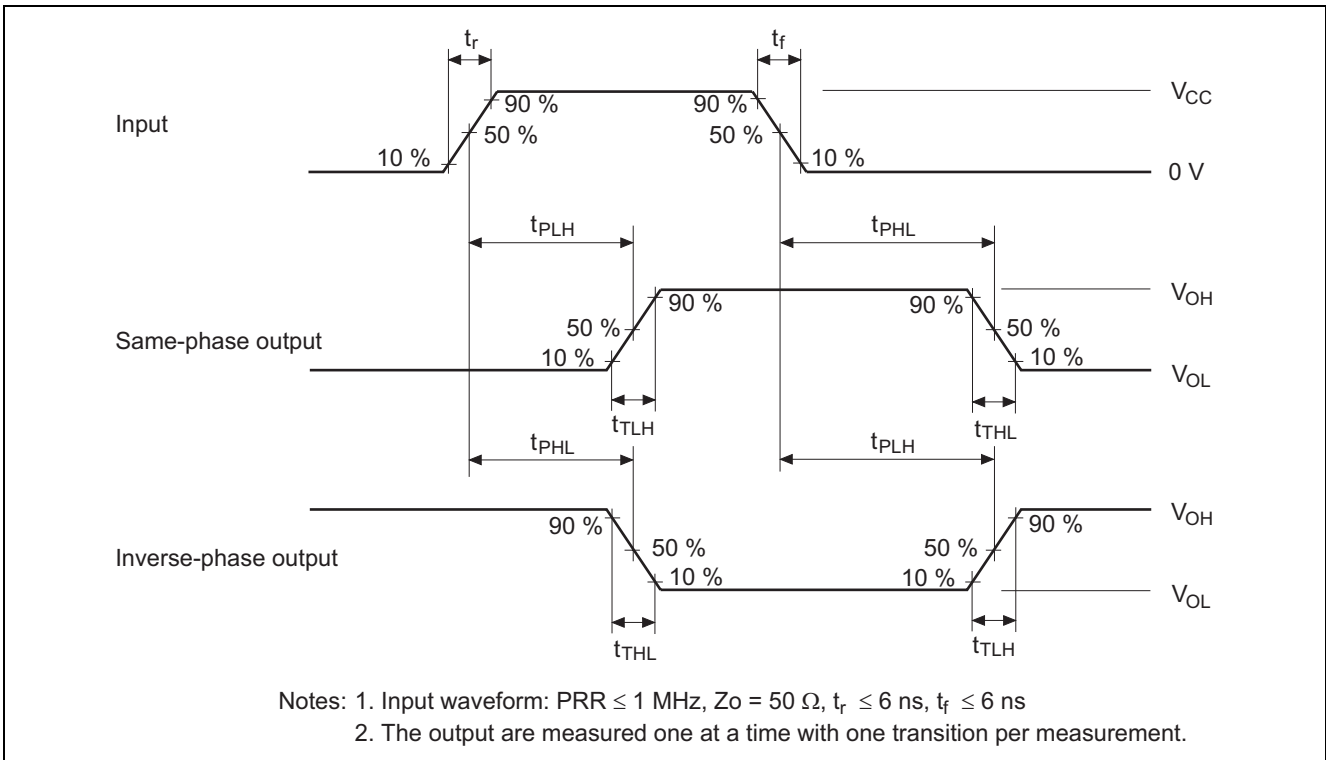 tr
tf
Input
90 %
90 %
VCC
50 %
50 %
10 %
10 %
0 V
tPLH
tPHL
Same-phase output
90 %
90 %
VOH
50 %
50 %
10 %
10 %
VOL
tTLH
tTHL
tPHL
tPLH
Inverse-phase output
90 %
90 %
VOH
50 %
50 %
10 %
10 %
VOL
tTHL
tTLH
Notes: 1. Input waveform: PRR ≤ 1 MHz, Zo = 50 Ω, tr ≤ 6 ns, tf ≤ 6 ns
2. The output are measured one at a time with one transition per measurement.